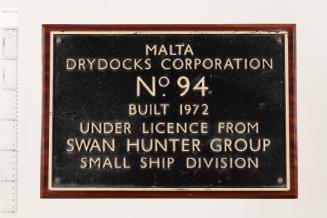 MALTA
DRYDOCKS CORPORATION
No. 94
BUILT 1972
UNDER LICENCE FROM
SWAN HUNTER GROUP
SMALL SHIP DIVISION